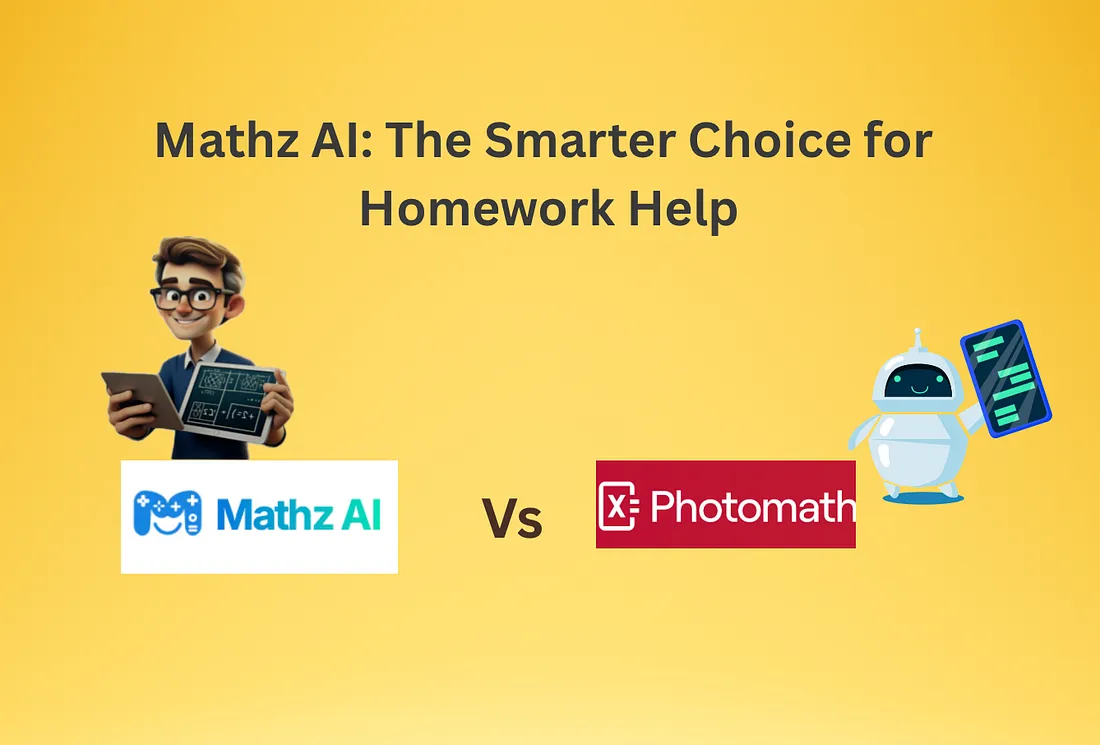 Mathz AI: The Smarter Choice for
Homework Help
Mathz AI
Vs
Photomath